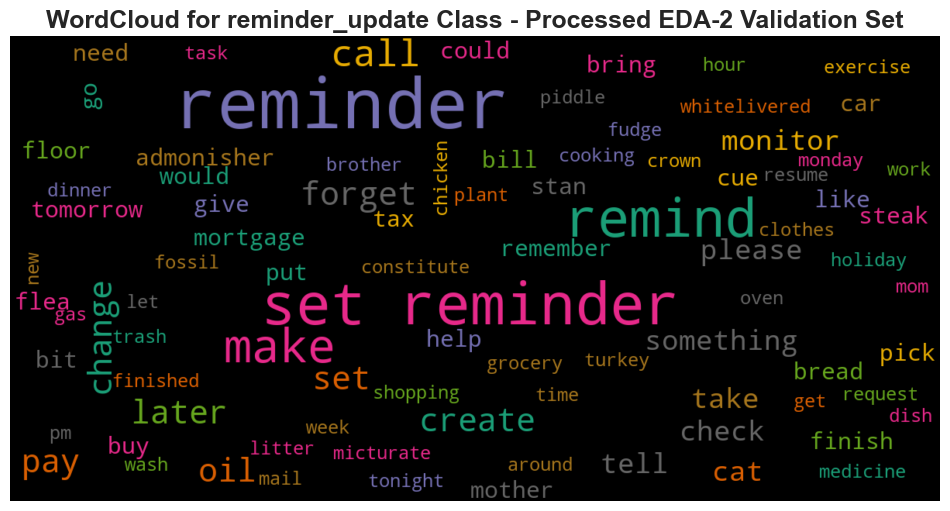 WordCloud for reminder_update Class - Processed EDA-2 Validation Set
need
task
call
could
bring
hour
exercise
go
reminder
piddle
whitelivered
car
fudge
monitor
floor
admonisher
brother
chicken
bill
cooking
crown
monday
work
would
cue
resume
dinner
forget
plant
stan
like
tomorrow
give
tax
remind
steak
clothes
mortgage
remember
please
holiday
new
fossil
put
constitute
mom
flea
gas
let
change
set reminder
oven
trash
make
help
something
bit
grocery
turkey
pick
finished
set
shopping
time
bread
request
take
get
dish
later
create
week
check
finish
pm
buy
litter
micturate
pay
wash
oil
mail
tonight
around
tell
cat
medicine
mother